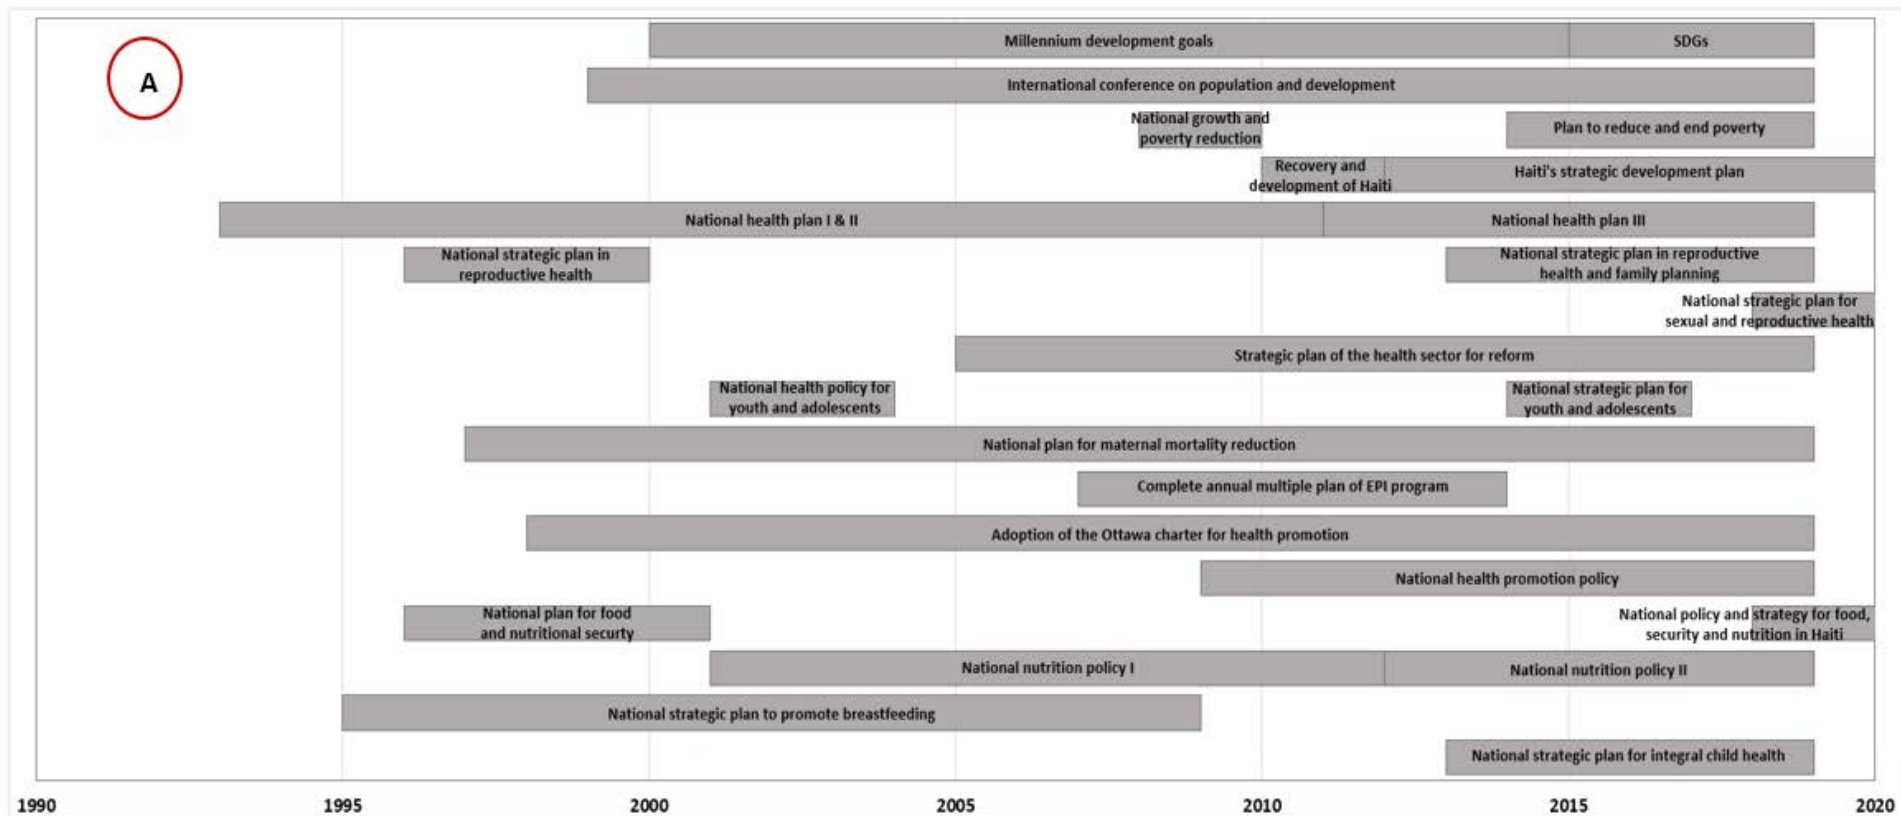 A
Millennium development goals
SDGs
International conference on population and development
National growth and
poverty reduction
Plan to reduce and end poverty
Recovery and
development of Haiti
Haiti's strategic development plan
National health plan I & II
National health plan III
National strategic plan in
reproductive health
National strategic plan in reproductive
health and family planning
National strategic plan for
sexual and reproductive health
Strategic plan of the health sector for reform
National health policy for
youth and adolescents
National strategic plan for
youth and adolescents
National plan for maternal mortality reduction
Complete annual multiple plan of EPI program
Adoption of the Ottawa charter for health promotion
National health promotion policy
National plan for food
and nutritional securty
National policy and strategy for food,
security and nutrition in Haiti
National nutrition policy I
National nutrition policy II
National strategic plan to promote breastfeeding
National strategic plan for integral child health
1990 1995 2000 2005 2010 2015 2020